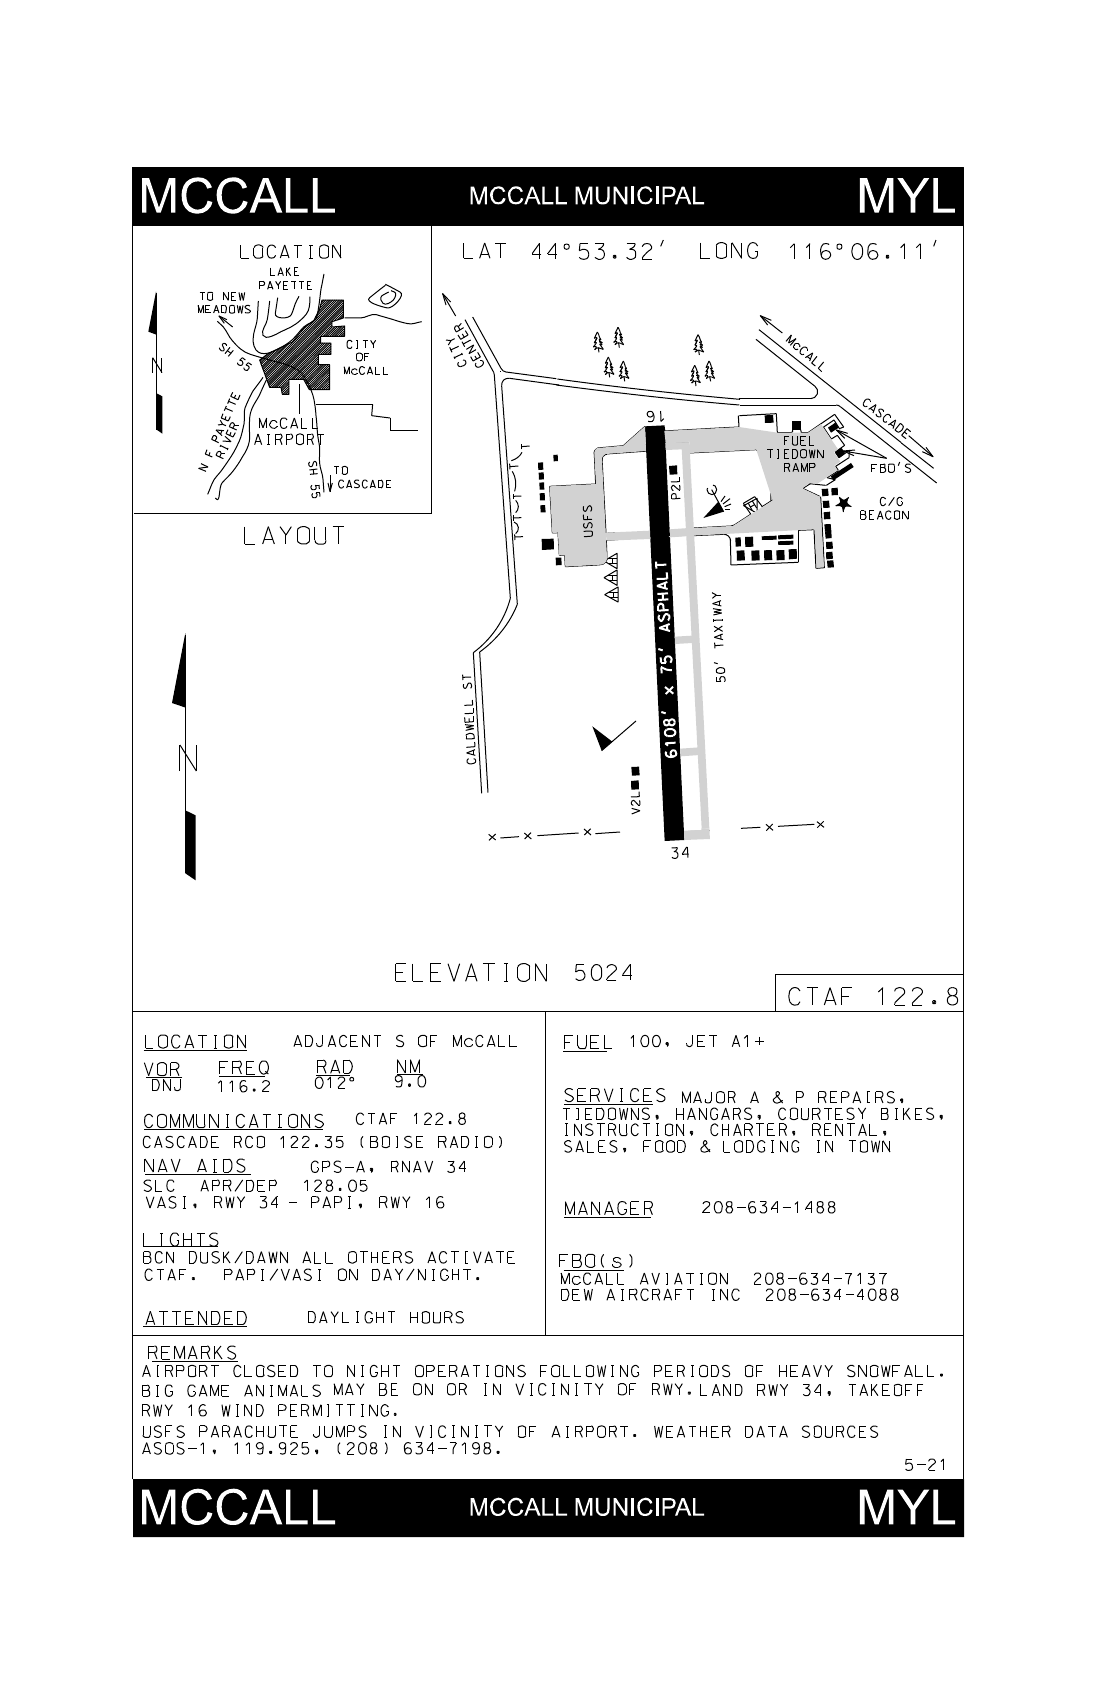 MCCALL MCCALL MUNICIPAL MYL
LOCATION
LAKE
PAYETTE
TO NEW
MEADOWS
SH 55
CITY
OF
McCALL
N
N F PAYETTE
RIVER
McCALL
AIRPORT
SH 55
TO
CASCADE
LAYOUT
LAT 44°53.32' LONG 116°06.11'
CITY
CENTER
McCALL
CASCADE
16
FUEL
TIEDOWN
RAMP
FBO'S
P2L
C/G
BEACON
USFS
6108' × 75' ASPHALT
50' TAXIWAY
CALDWELL ST
N
V2L
34
ELEVATION 5024
CTAF 122.8
LOCATION ADJACENT S OF McCALL
VOR FREQ RAD NM
DNJ 116.2 012° 9.0
COMMUNICATIONS CTAF 122.8
CASCADE RCO 122.35 (BOISE RADIO)
NAV AIDS GPS-A, RNAV 34
SLC APR/DEP 128.05
VASI, RWY 34 - PAPI, RWY 16
LIGHTS
BCN DUSK/DAWN ALL OTHERS ACTIVATE
CTAF. PAPI/VASI ON DAY/NIGHT.
ATTENDED DAYLIGHT HOURS
FUEL 100, JET A1+
SERVICES MAJOR A & P REPAIRS,
TIEDOWNS, HANGARS, COURTESY BIKES,
INSTRUCTION, CHARTER, RENTAL,
SALES, FOOD & LODGING IN TOWN
MANAGER 208-634-1488
FBO(s)
McCALL AVIATION 208-634-7137
DEW AIRCRAFT INC 208-634-4088
REMARKS
AIRPORT CLOSED TO NIGHT OPERATIONS FOLLOWING PERIODS OF HEAVY SNOWFALL.
BIG GAME ANIMALS MAY BE ON OR IN VICINITY OF RWY. LAND RWY 34, TAKEOFF
RWY 16 WIND PERMITTING.
USFS PARACHUTE JUMPS IN VICINITY OF AIRPORT. WEATHER DATA SOURCES
ASOS-1, 119.925, (208) 634-7198.
5-21
MCCALL MCCALL MUNICIPAL MYL